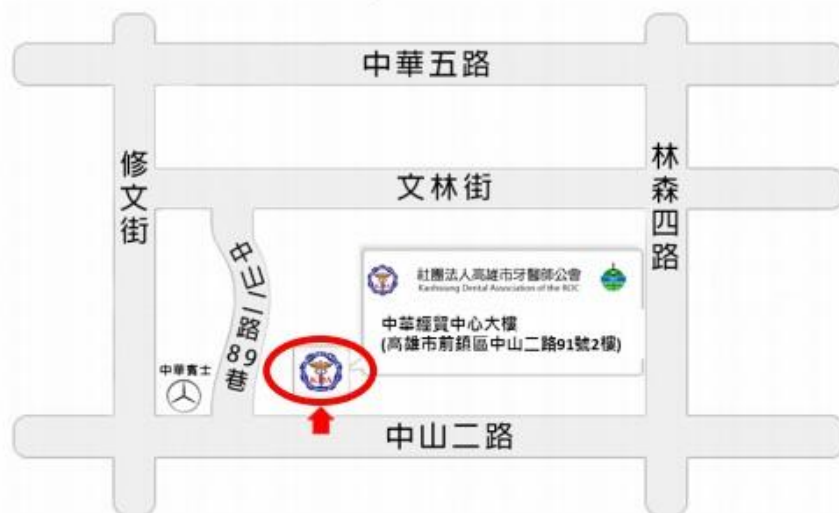 中華五路
修文街
文林街
林森四路
中山二路89巷
社團法人高雄市牙醫師公會
Kaohsiung Dental Association of the ROC
中華經貿中心大樓
(高雄市前鎮區中山二路91號2樓)
中華賓士
KDA
中山二路